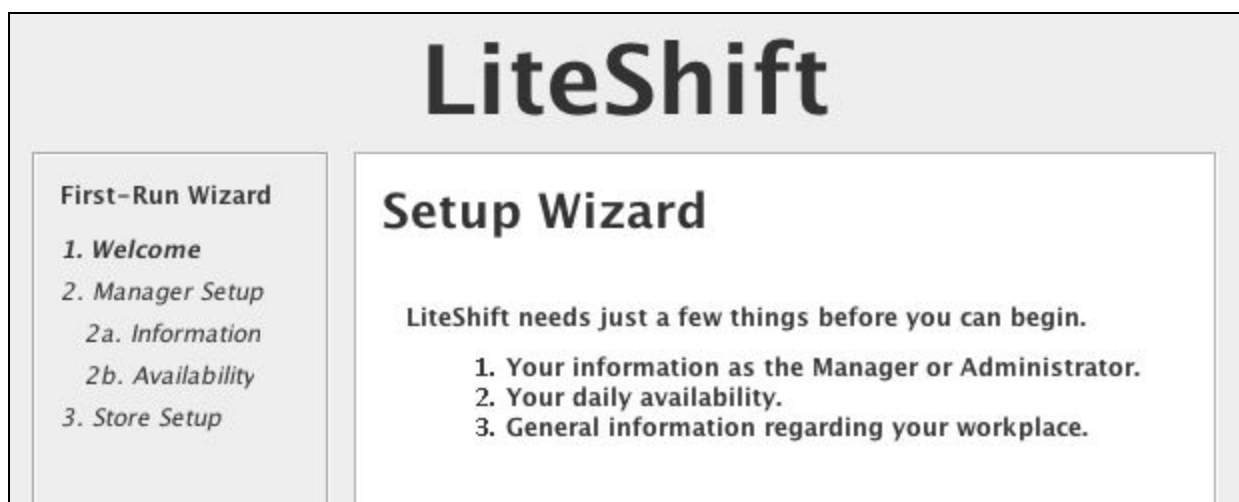 LiteShift
First-Run Wizard
1. Welcome
2. Manager Setup
2a. Information
2b. Availability
3. Store Setup
Setup Wizard
LiteShift needs just a few things before you can begin.
1. Your information as the Manager or Administrator.
2. Your daily availability.
3. General information regarding your workplace.